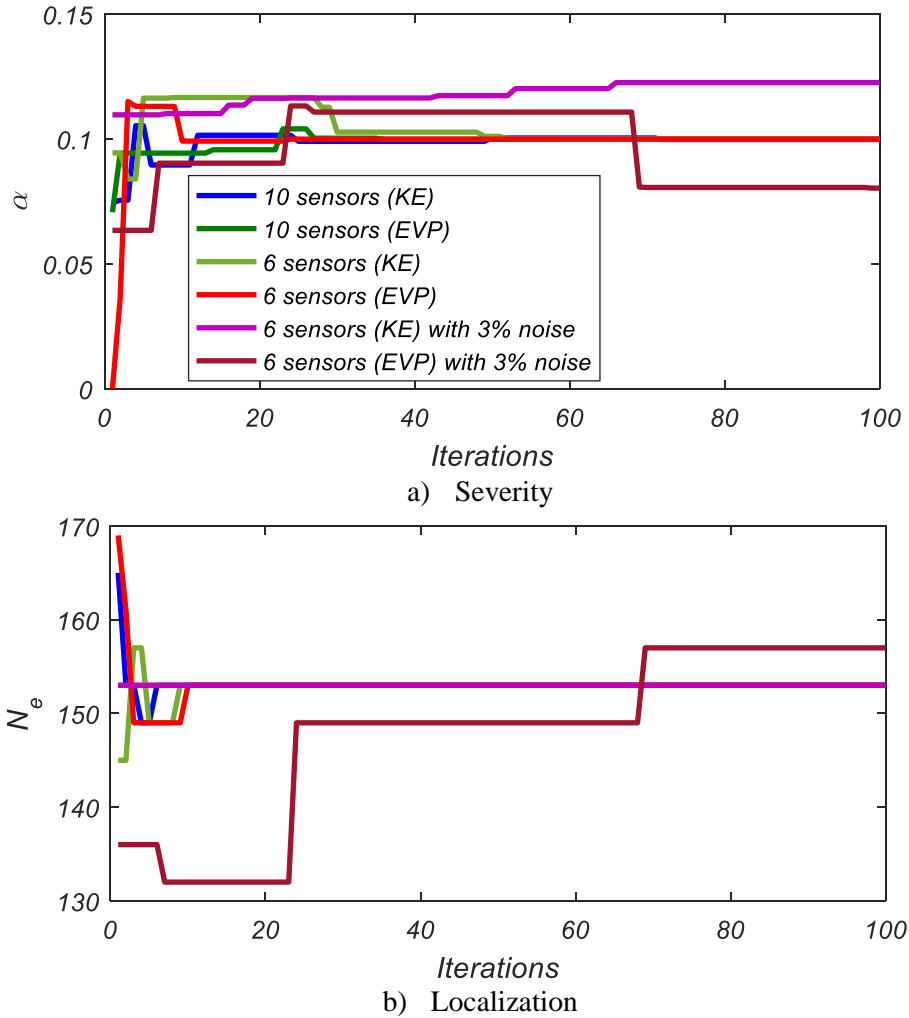 0.15
0.1
0.05
0
α
10 sensors (KE)
10 sensors (EVP)
6 sensors (KE)
6 sensors (EVP)
6 sensors (KE) with 3% noise
6 sensors (EVP) with 3% noise
0 20 40 60 80 100
Iterations
a) Severity
170
160
150
140
130
N_e
0 20 40 60 80 100
Iterations
b) Localization